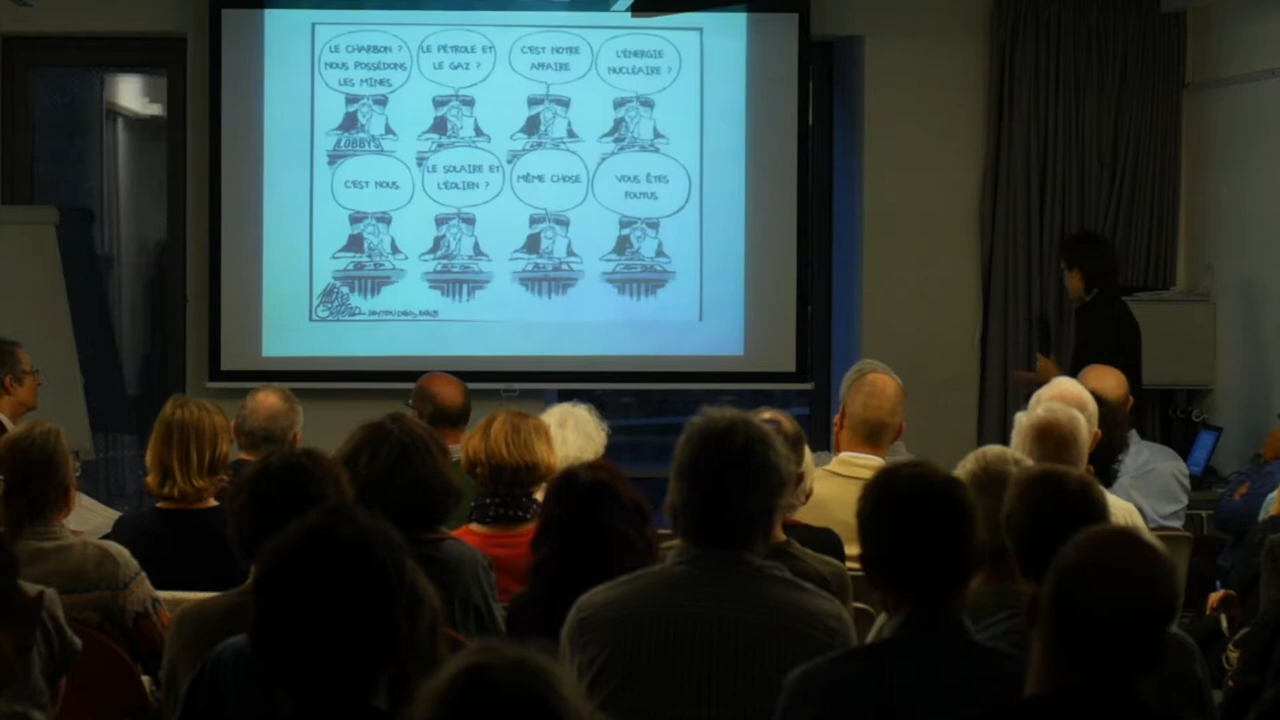 LE CHARBON ?
NOUS POSSÉDONS
LES MINES.
LE PÉTROLE ET
LE GAZ ?
C'EST NOTRE
AFFAIRE
L'ÉNERGIE
NUCLÉAIRE ?
LOBBYS
C'EST NOUS.
LE SOLAIRE ET
L'ÉOLIEN ?
MÊME CHOSE.
VOUS ÊTES
FOUTUS.